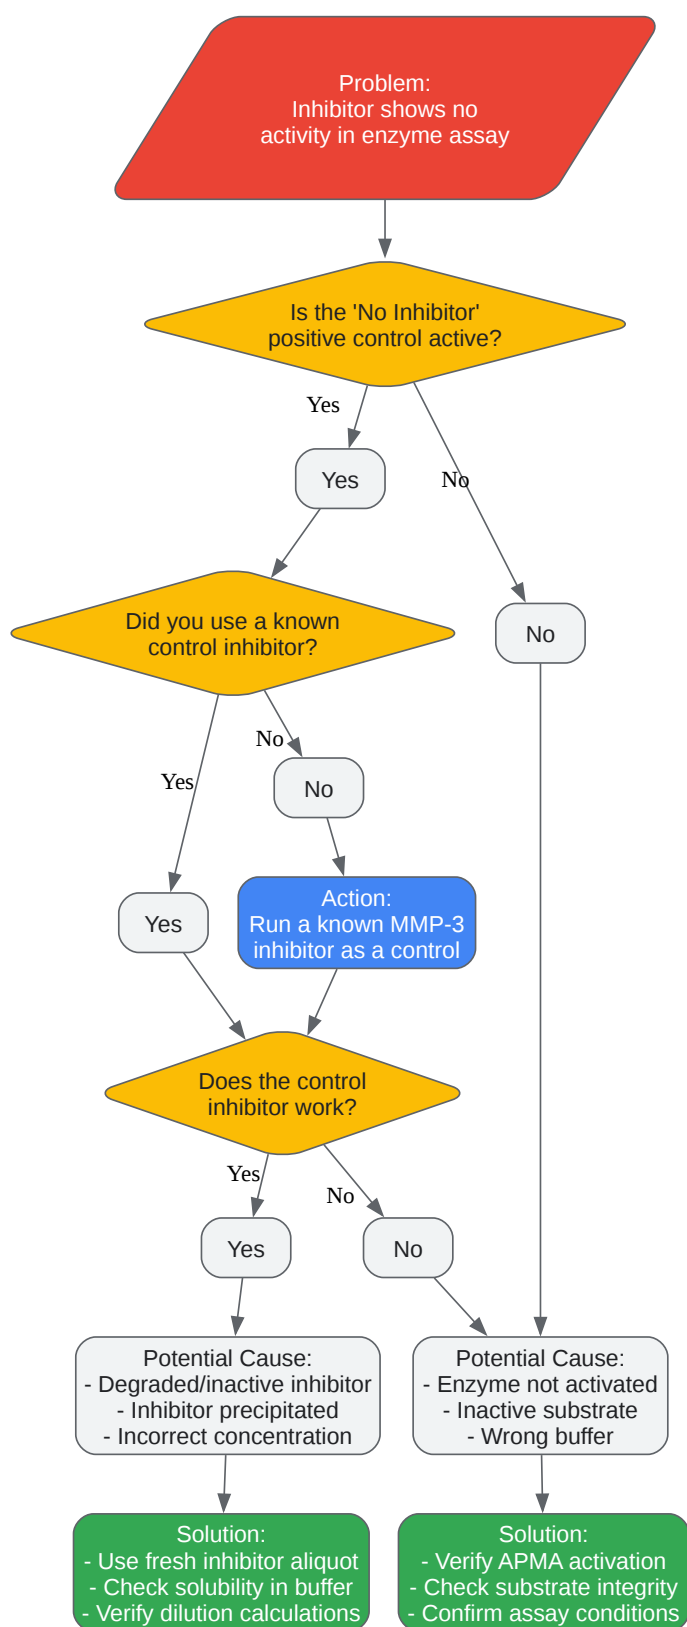 Problem:
Inhibitor shows no
activity in enzyme assay
Is the 'No Inhibitor'
positive control active?
Yes
No
Yes
No
Did you use a known
control inhibitor?
Yes
No
Yes
No
Action:
Run a known MMP-3
inhibitor as a control
Does the control
inhibitor work?
Yes
No
Yes
No
Potential Cause:
- Degraded/inactive inhibitor
- Inhibitor precipitated
- Incorrect concentration
Potential Cause:
- Enzyme not activated
- Inactive substrate
- Wrong buffer
Solution:
- Use fresh inhibitor aliquot
- Check solubility in buffer
- Verify dilution calculations
Solution:
- Verify APMA activation
- Check substrate integrity
- Confirm assay conditions